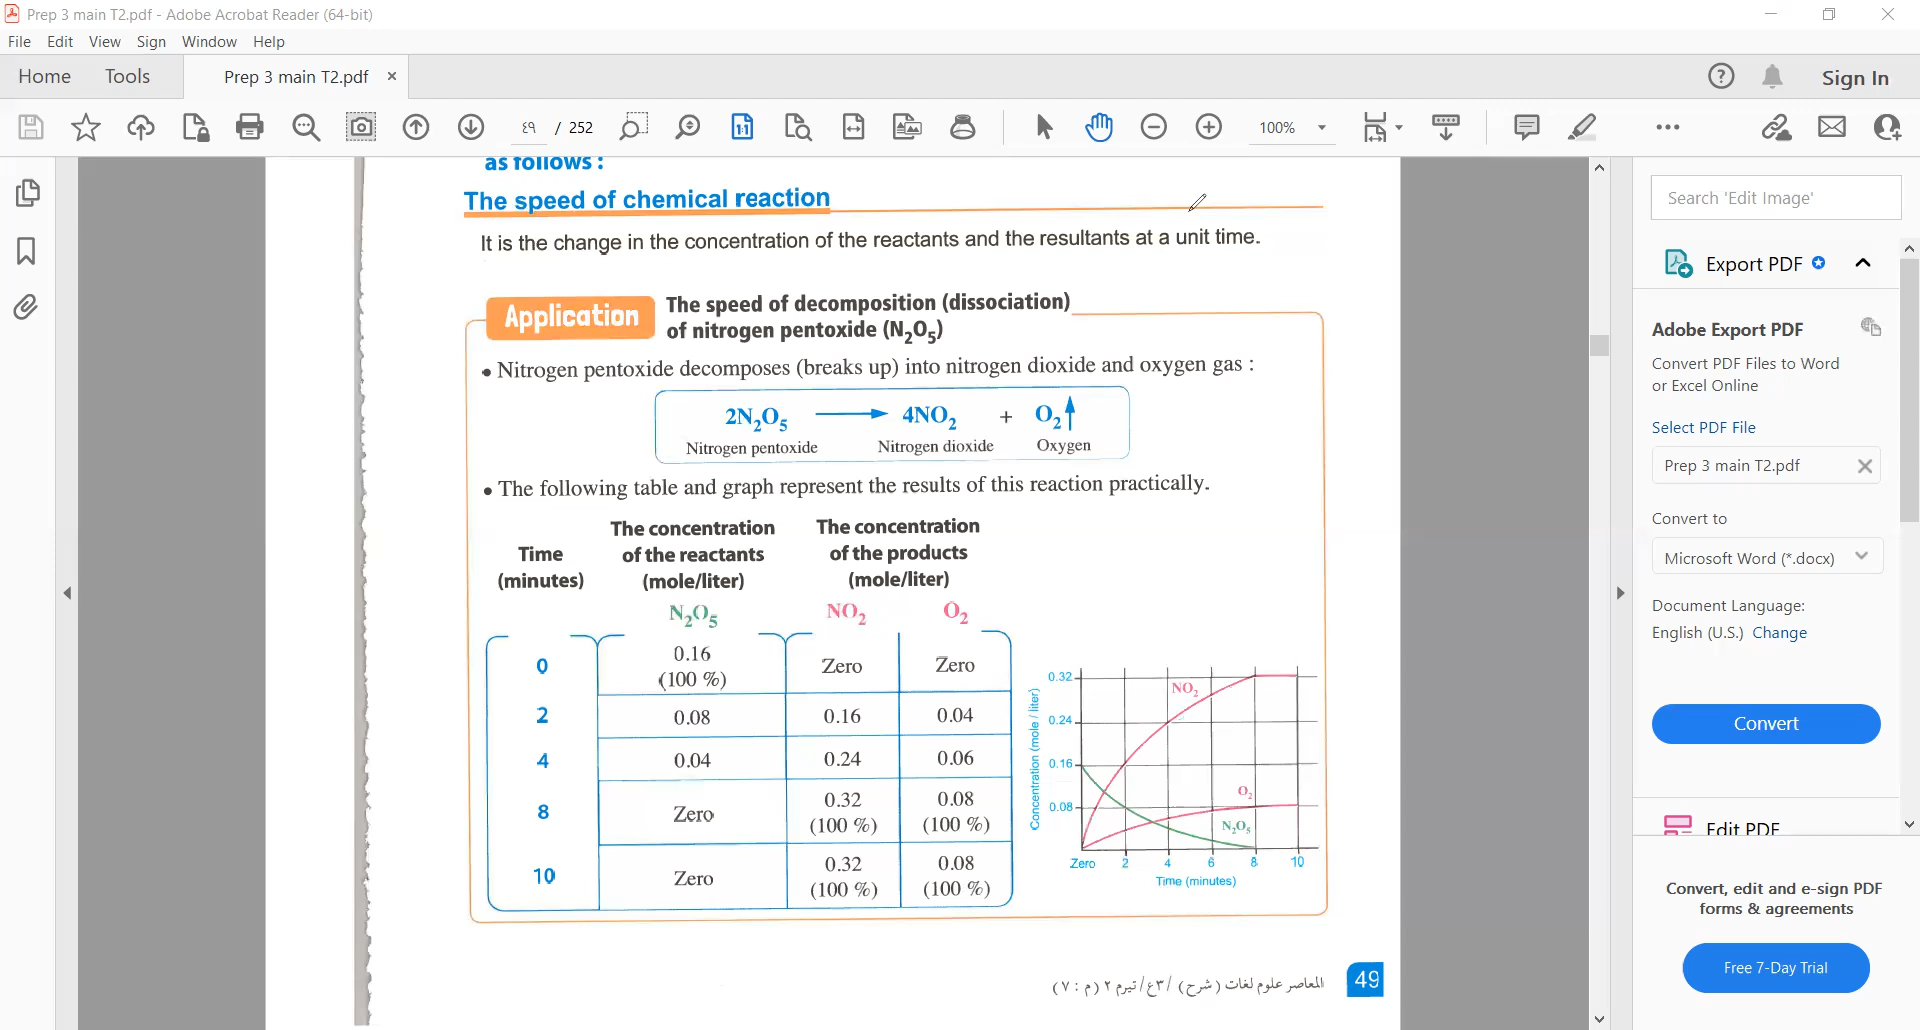 Prep 3 main T2.pdf - Adobe Acrobat Reader (64-bit)
File Edit View Sign Window Help
Home Tools Prep 3 main T2.pdf × Sign In
٤٩ / 252 100%
as follows :
The speed of chemical reaction
It is the change in the concentration of the reactants and the resultants at a unit time.
Application The speed of decomposition (dissociation)
of nitrogen pentoxide (N₂O₅)
• Nitrogen pentoxide decomposes (breaks up) into nitrogen dioxide and oxygen gas :
2N₂O₅ → 4NO₂ + O₂↑
Nitrogen pentoxide Nitrogen dioxide Oxygen
• The following table and graph represent the results of this reaction practically.
Time
(minutes)
The concentration
of the reactants
(mole/liter)
The concentration
of the products
(mole/liter)
N₂O₅ NO₂ O₂
0 0.16 (100 %) Zero Zero
2 0.08 0.16 0.04
4 0.04 0.24 0.06
8 Zero 0.32 (100 %) 0.08 (100 %)
10 Zero 0.32 (100 %) 0.08 (100 %)
Concentration (mole / liter)
0.32
0.24
0.16
0.08
NO₂
O₂
N₂O₅
Zero 2 4 6 8 10
Time (minutes)
المعاصر علوم لغات (شرح) /٣ع/ تيرم ٢ (م : ٧)
49
Search 'Edit Image'
Export PDF
Adobe Export PDF
Convert PDF Files to Word
or Excel Online
Select PDF File
Prep 3 main T2.pdf
Convert to
Microsoft Word (*.docx)
Document Language:
English (U.S.) Change
Convert
Edit PDF
Convert, edit and e-sign PDF
forms & agreements
Free 7-Day Trial